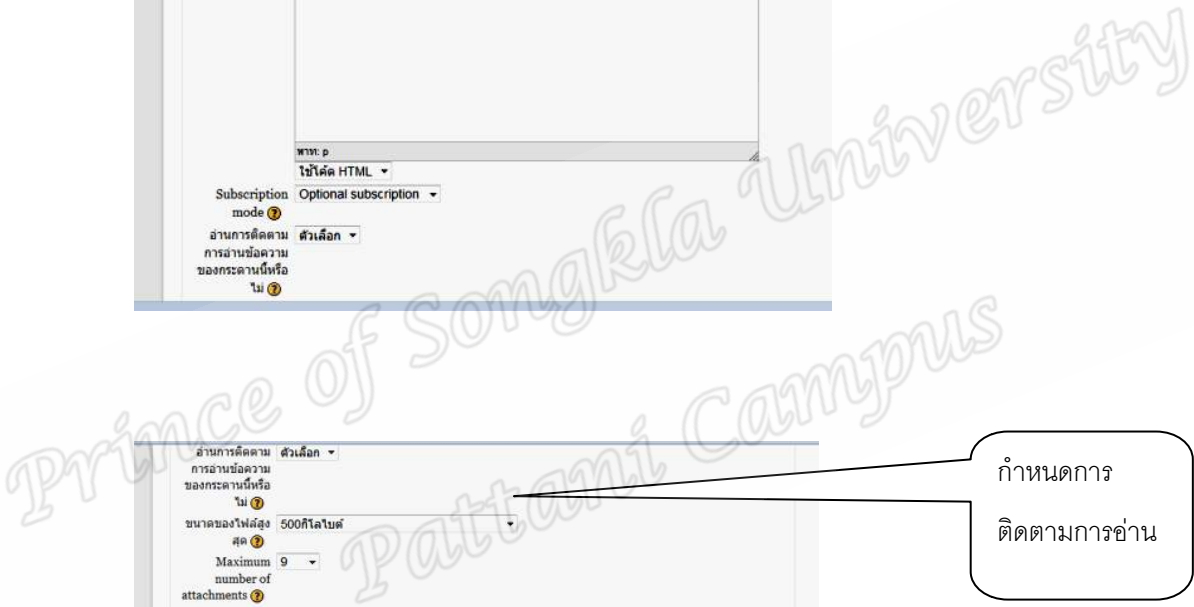 พาท: p
ใช้โค้ด HTML
Subscription mode Optional subscription
อ่านการติดตาม ตัวเลือก
การอ่านข้อความ
ของกระดานนี้หรือ
ไม่
อ่านการติดตาม ตัวเลือก
การอ่านข้อความ
ของกระดานนี้หรือ
ไม่
ขนาดของไฟล์สูง 500กิโลไบต์
สุด
Maximum 9
number of
attachments
กำหนดการ
ติดตามการอ่าน
Prince of Songkla University
Pattani Campus